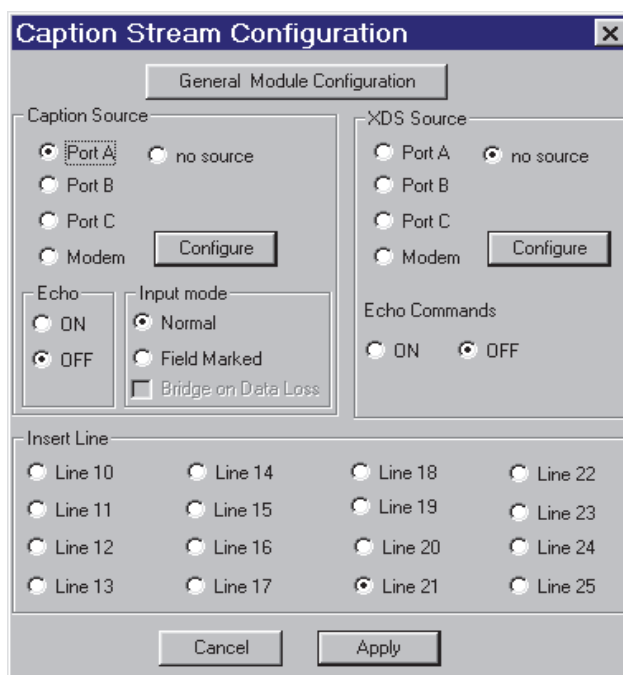 Caption Stream Configuration
General Module Configuration
Caption Source
Port A
no source
Port B
Port C
Modem
Configure
Echo
ON
OFF
Input mode
Normal
Field Marked
Bridge on Data Loss
XDS Source
Port A
no source
Port B
Port C
Modem
Configure
Echo Commands
ON
OFF
Insert Line
Line 10
Line 14
Line 18
Line 22
Line 11
Line 15
Line 19
Line 23
Line 12
Line 16
Line 20
Line 24
Line 13
Line 17
Line 21
Line 25
Cancel
Apply